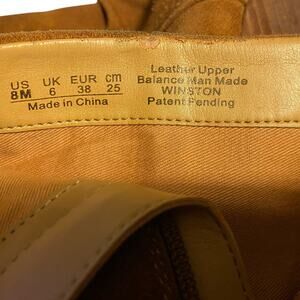 US UK EUR cm
8M 6 38 25
Made in China
Leather Upper
Balance Man Made
WINSTON
Patent Pending